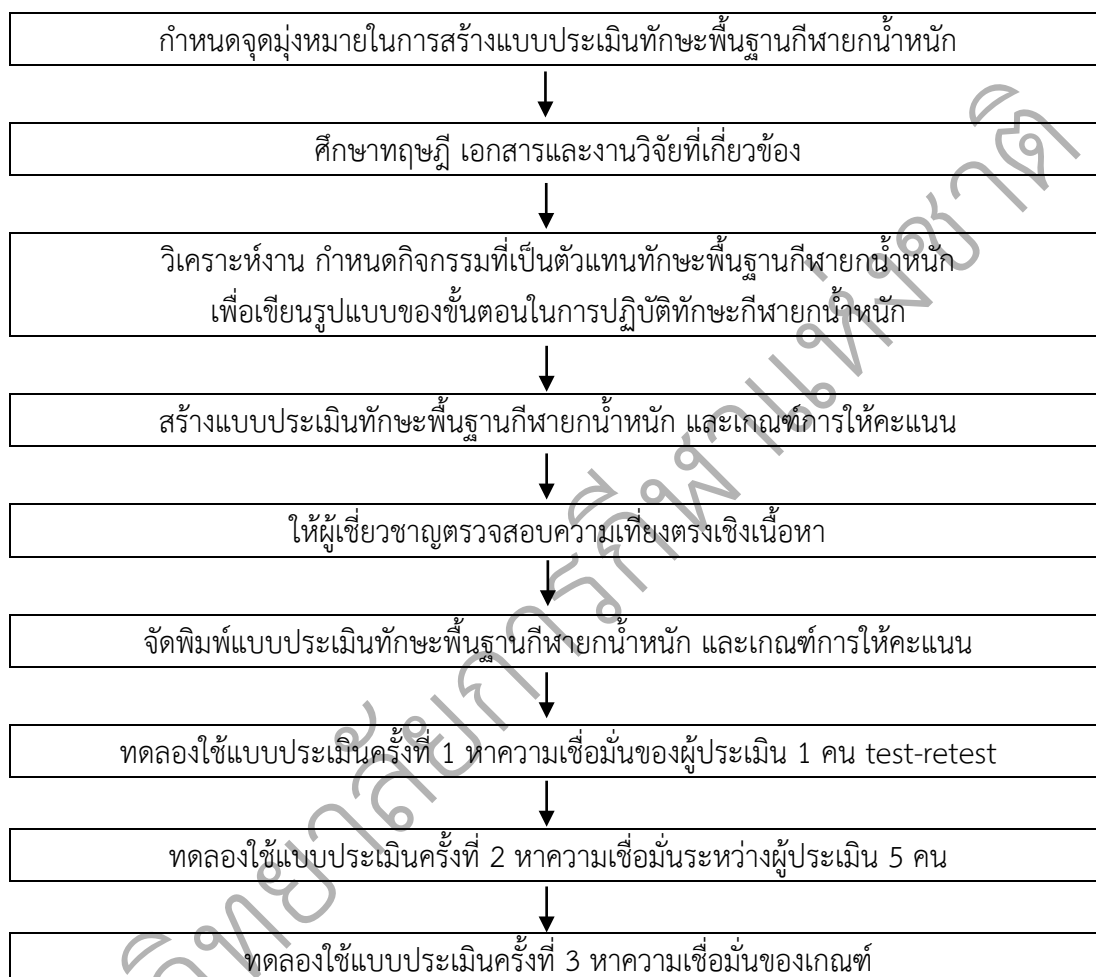 กำหนดจุดมุ่งหมายในการสร้างแบบประเมินทักษะพื้นฐานกีฬายกน้ำหนัก
ศึกษาทฤษฎี เอกสารและงานวิจัยที่เกี่ยวข้อง
วิเคราะห์งาน กำหนดกิจกรรมที่เป็นตัวแทนทักษะพื้นฐานกีฬายกน้ำหนัก
เพื่อเขียนรูปแบบของขั้นตอนในการปฏิบัติทักษะกีฬายกน้ำหนัก
สร้างแบบประเมินทักษะพื้นฐานกีฬายกน้ำหนัก และเกณฑ์การให้คะแนน
ให้ผู้เชี่ยวชาญตรวจสอบความเที่ยงตรงเชิงเนื้อหา
จัดพิมพ์แบบประเมินทักษะพื้นฐานกีฬายกน้ำหนัก และเกณฑ์การให้คะแนน
ทดลองใช้แบบประเมินครั้งที่ 1 หาความเชื่อมั่นของผู้ประเมิน 1 คน test-retest
ทดลองใช้แบบประเมินครั้งที่ 2 หาความเชื่อมั่นระหว่างผู้ประเมิน 5 คน
ทดลองใช้แบบประเมินครั้งที่ 3 หาความเชื่อมั่นของเกณฑ์
วิทยาลัยการกีฬาแห่งชาติ